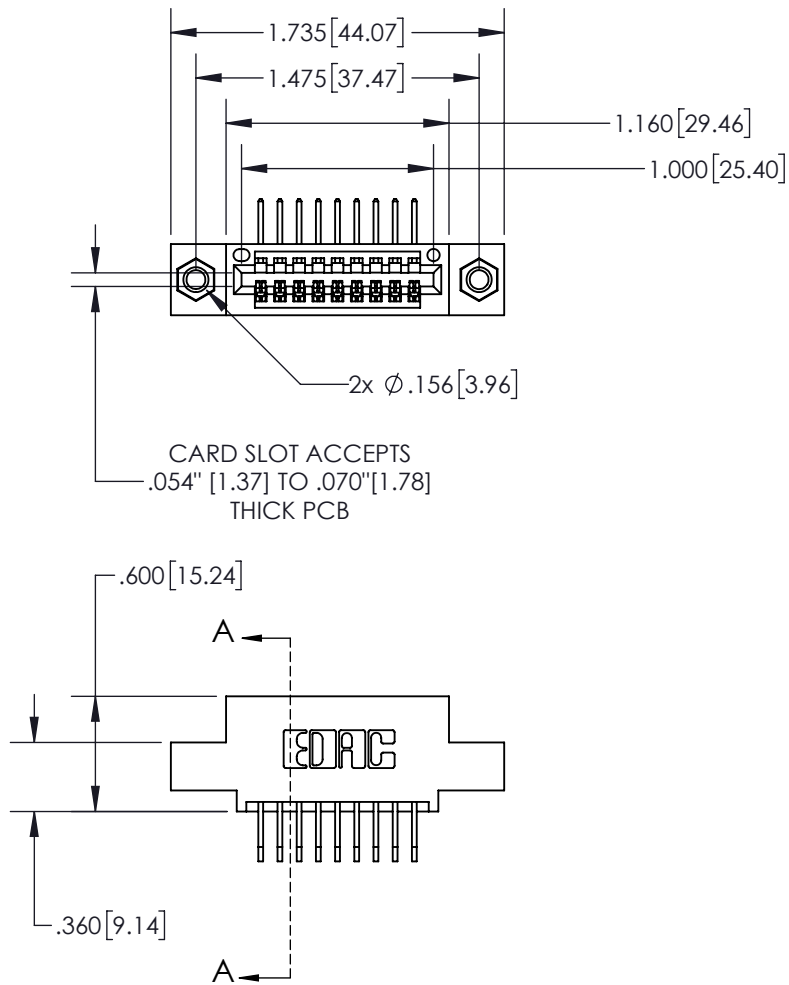 1.735[44.07]
1.475[37.47]
1.160[29.46]
1.000[25.40]
2x ∅.156[3.96]
CARD SLOT ACCEPTS
.054" [1.37] TO .070"[1.78]
THICK PCB
.600[15.24]
A
EDAC
.360[9.14]
A